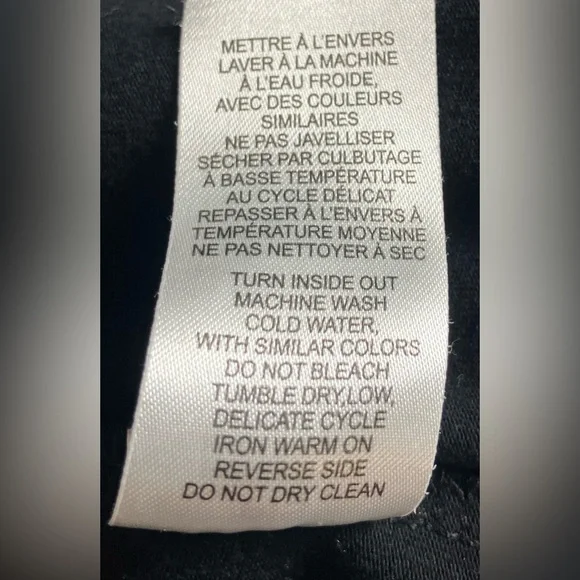 METTRE À L'ENVERS
LAVER À LA MACHINE
À L'EAU FROIDE,
AVEC DES COULEURS
SIMILAIRES
NE PAS JAVELLISER
SÉCHER PAR CULBUTAGE
À BASSE TEMPÉRATURE
AU CYCLE DÉLICAT
REPASSER À L'ENVERS À
TEMPÉRATURE MOYENNE
NE PAS NETTOYER À SEC
TURN INSIDE OUT
MACHINE WASH
COLD WATER,
WITH SIMILAR COLORS
DO NOT BLEACH
TUMBLE DRY,LOW,
DELICATE CYCLE
IRON WARM ON
REVERSE SIDE
DO NOT DRY CLEAN